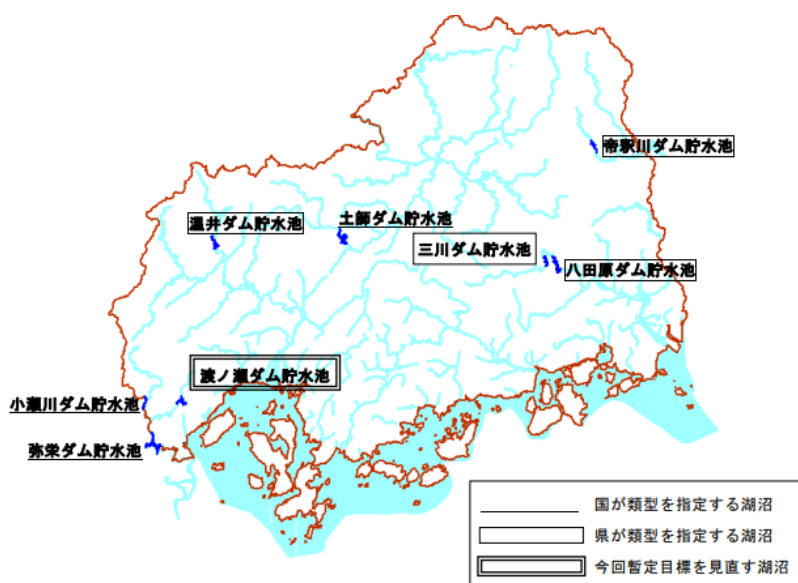 帝釈川ダム貯水池
温井ダム貯水池
土師ダム貯水池
三川ダム貯水池
八田原ダム貯水池
渡ノ瀬ダム貯水池
小瀬川ダム貯水池
弥栄ダム貯水池
国が類型を指定する湖沼
県が類型を指定する湖沼
今回暫定目標を見直す湖沼